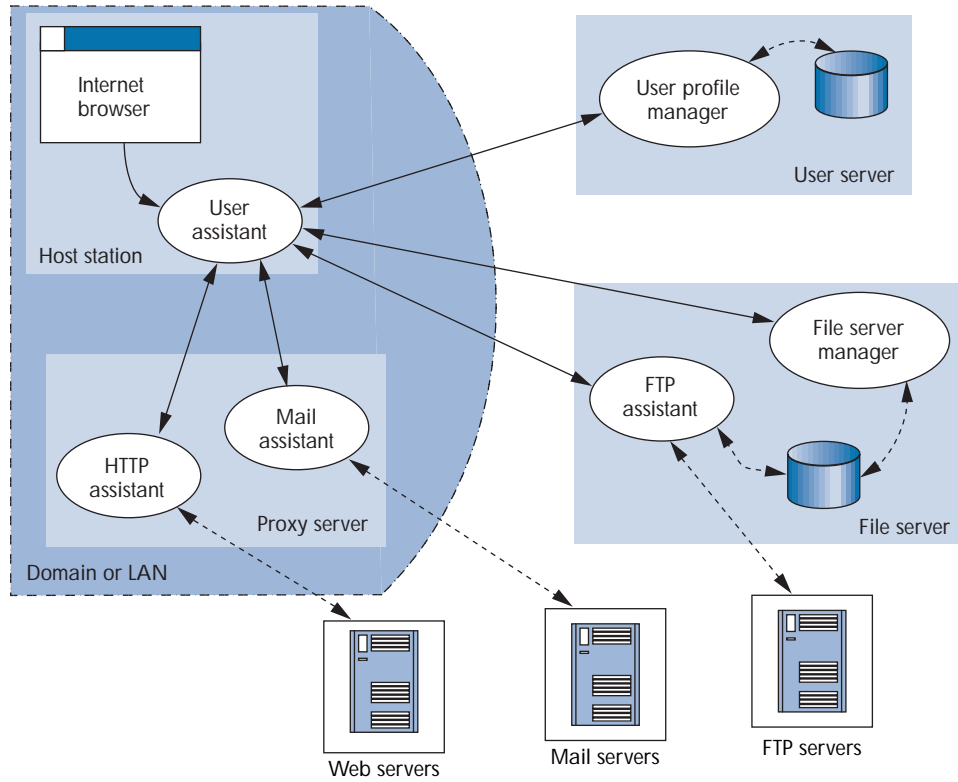 Internet
browser
User
assistant
Host station
User profile
manager
User server
File server
manager
FTP
assistant
File server
Mail
assistant
HTTP
assistant
Proxy server
Domain or LAN
Web servers
Mail servers
FTP servers